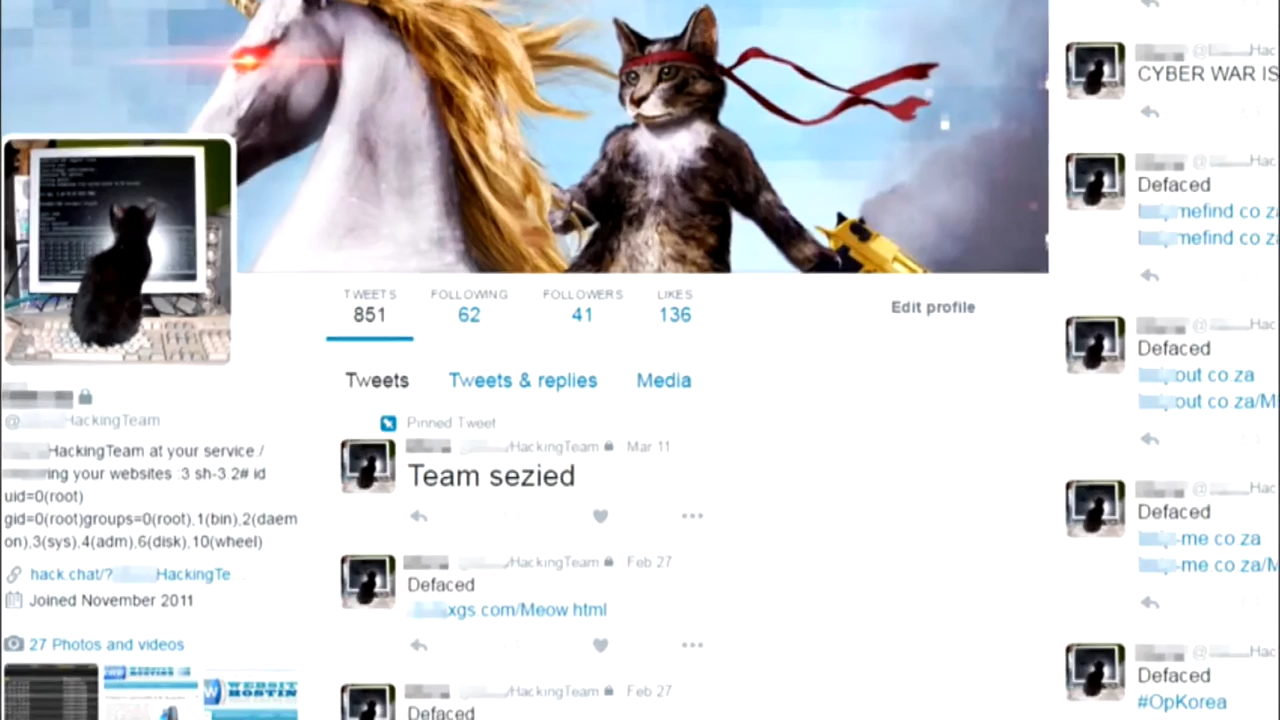 TWEETS FOLLOWING FOLLOWERS LIKES
851 62 41 136
Edit profile
Tweets Tweets & replies Media
@ HackingTeam
HackingTeam at your service /
ing your websites :3 sh-3 2# id
uid=0(root)
gid=0(root)groups=0(root),1(bin),2(daem
on),3(sys),4(adm),6(disk),10(wheel)
hack.chat/? HackingTe
Joined November 2011
27 Photos and videos
Pinned Tweet
/HackingTeam Mar 11
Team sezied
/HackingTeam Feb 27
Defaced
xgs com/Meow html
/HackingTeam Feb 27
Defaced
@ Hac
CYBER WAR IS
@ Hac
Defaced
mefind co z
mefind co z
@ Hac
Defaced
out co za
out co za/M
@ Hac
Defaced
-me co za
-me co za/M
@ Hac
Defaced
#OpKorea